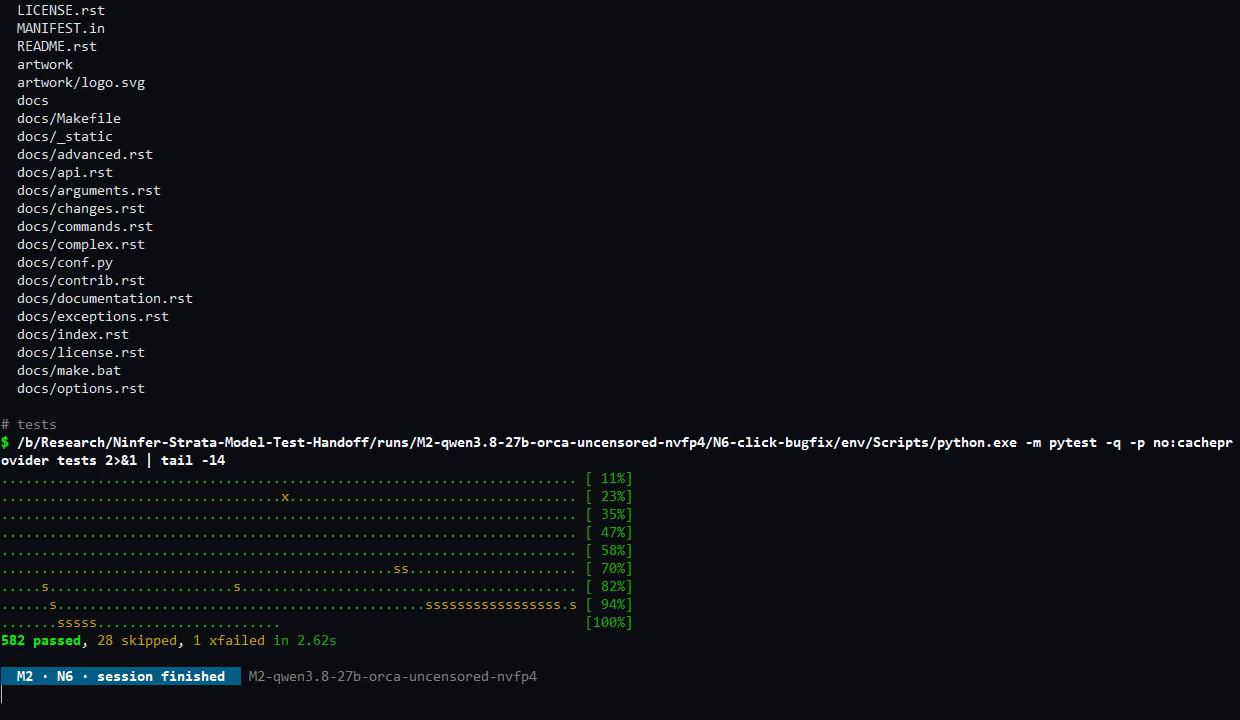 LICENSE.rst
MANIFEST.in
README.rst
artwork
artwork/logo.svg
docs
docs/Makefile
docs/_static
docs/advanced.rst
docs/api.rst
docs/arguments.rst
docs/changes.rst
docs/commands.rst
docs/complex.rst
docs/conf.py
docs/contrib.rst
docs/documentation.rst
docs/exceptions.rst
docs/index.rst
docs/license.rst
docs/make.bat
docs/options.rst
# tests
$ /b/Research/Ninfer-Strata-Model-Test-Handoff/runs/M2-qwen3.8-27b-orca-uncensored-nvfp4/N6-click-bugfix/env/Scripts/python.exe -m pytest -q -p no:cachepr
ovider tests 2>&1 | tail -14
........................................................................ [ 11%]
...................................x.................................... [ 23%]
........................................................................ [ 35%]
........................................................................ [ 47%]
........................................................................ [ 58%]
.................................................ss..................... [ 70%]
.....s.......................s.......................................... [ 82%]
......s..............................................sssssssssssssssss.s [ 94%]
.......sssss....................... [100%]
582 passed, 28 skipped, 1 xfailed in 2.62s
M2 · N6 · session finished M2-qwen3.8-27b-orca-uncensored-nvfp4